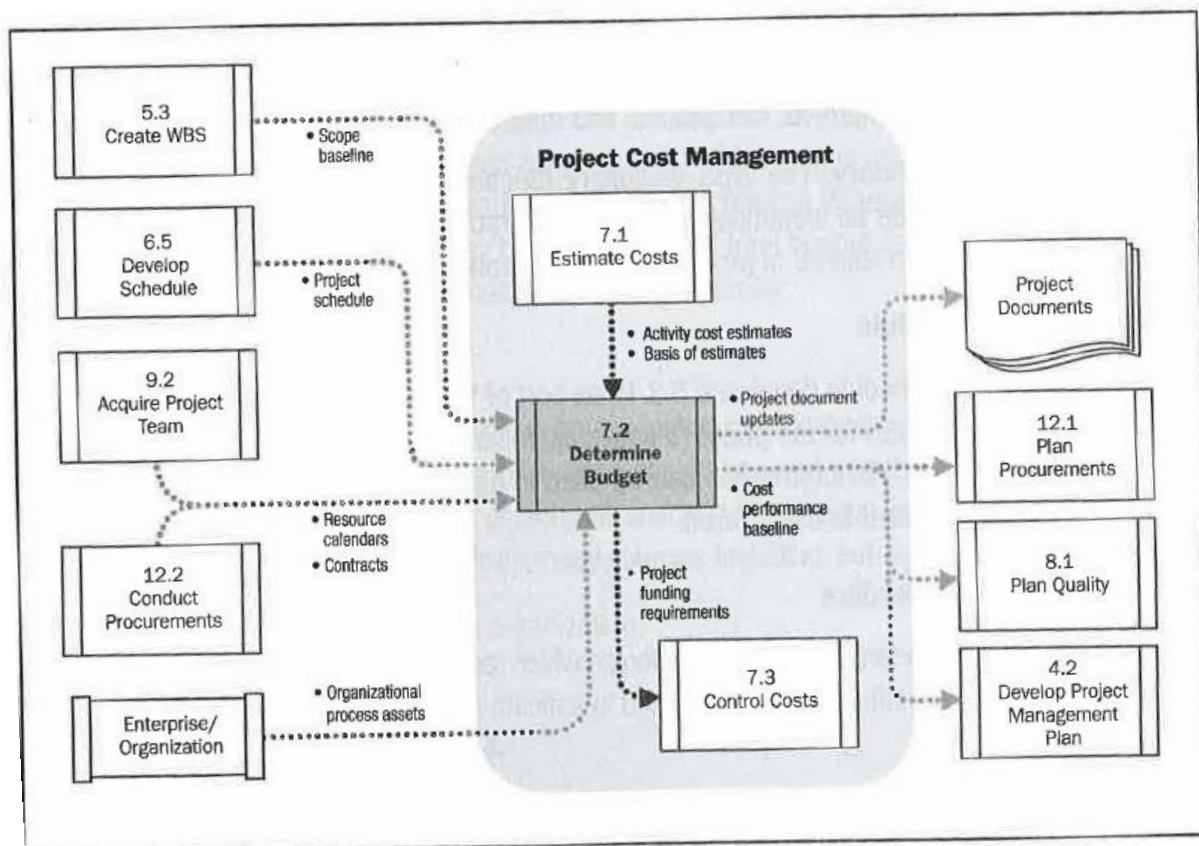 5.3
Create WBS
• Scope
baseline
Project Cost Management
6.5
Develop
Schedule
• Project
schedule
7.1
Estimate Costs
• Activity cost estimates
• Basis of estimates
Project
Documents
9.2
Acquire Project
Team
7.2
Determine
Budget
• Project document
updates
12.1
Plan
Procurements
• Cost
performance
baseline
• Resource
calendars
• Contracts
12.2
Conduct
Procurements
• Project
funding
requirements
8.1
Plan Quality
• Organizational
process assets
Enterprise/
Organization
7.3
Control Costs
4.2
Develop Project
Management
Plan